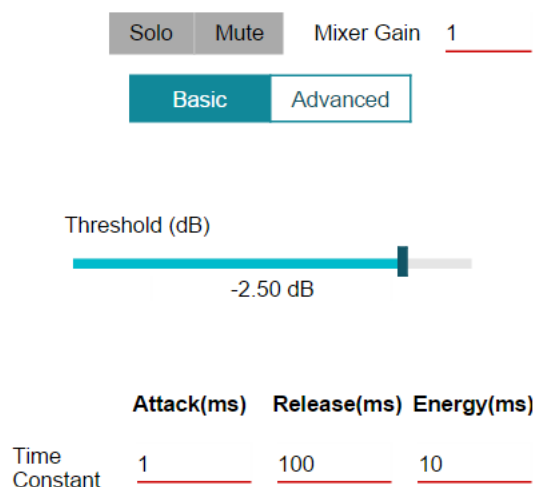 Solo Mute Mixer Gain 1
Basic Advanced
Threshold (dB)
-2.50 dB
Attack(ms) Release(ms) Energy(ms)
Time
Constant 1 100 10